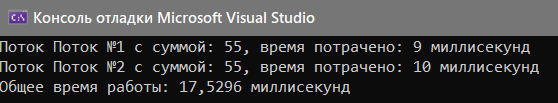 C:\ Консоль отладки Microsoft Visual Studio
Поток Поток №1 с суммой: 55, время потрачено: 9 миллисекунд
Поток Поток №2 с суммой: 55, время потрачено: 10 миллисекунд
Общее время работы: 17,5296 миллисекунд